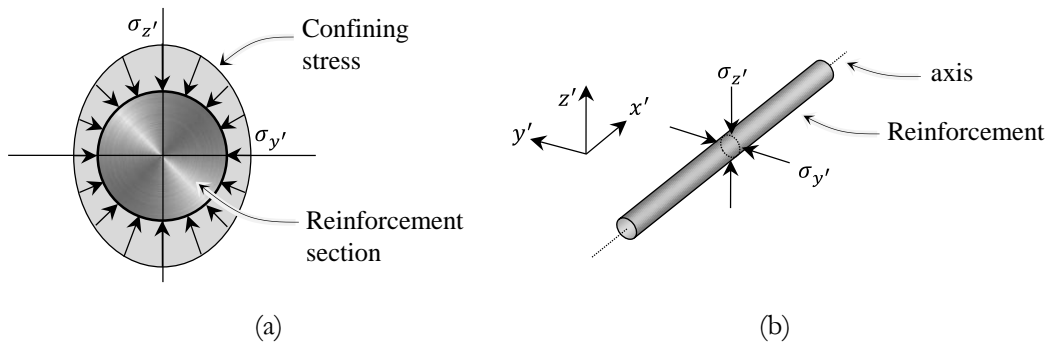 σz′
Confining
stress
σy′
Reinforcement
section
(a)
z′
x′
y′
σz′
axis
Reinforcement
σy′
(b)